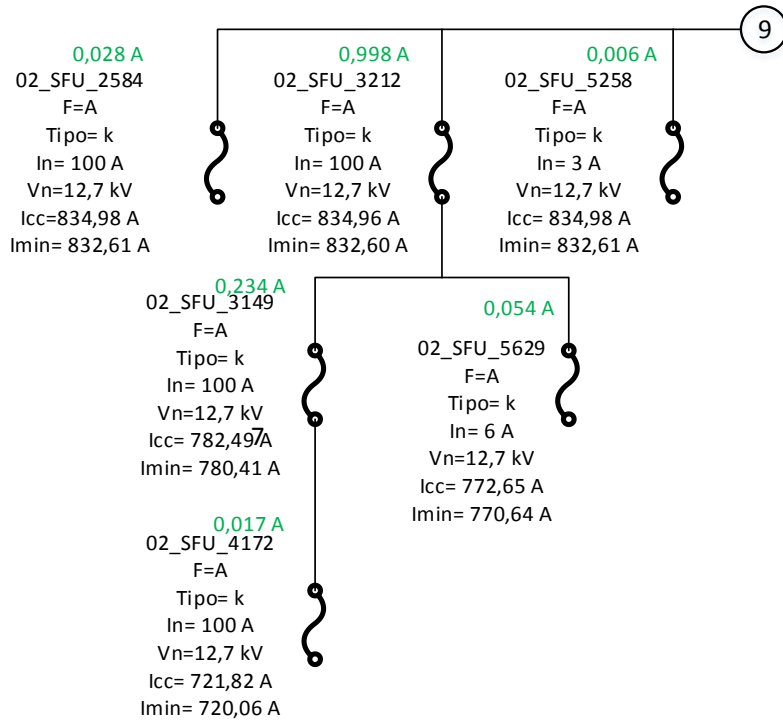 9
0,028 A
02_SFU_2584
F=A
Tipo= k
In= 100 A
Vn=12,7 kV
Icc=834,98 A
Imin= 832,61 A
0,998 A
02_SFU_3212
F=A
Tipo= k
In= 100 A
Vn=12,7 kV
Icc= 834,96 A
Imin= 832,60 A
0,006 A
02_SFU_5258
F=A
Tipo= k
In= 3 A
Vn=12,7 kV
Icc= 834,98 A
Imin= 832,61 A
0,234 A
02_SFU_3149
F=A
Tipo= k
In= 100 A
Vn=12,7 kV
Icc= 782,49 A
7
Imin= 780,41 A
0,054 A
02_SFU_5629
F=A
Tipo= k
In= 6 A
Vn=12,7 kV
Icc= 772,65 A
Imin= 770,64 A
0,017 A
02_SFU_4172
F=A
Tipo= k
In= 100 A
Vn=12,7 kV
Icc= 721,82 A
Imin= 720,06 A